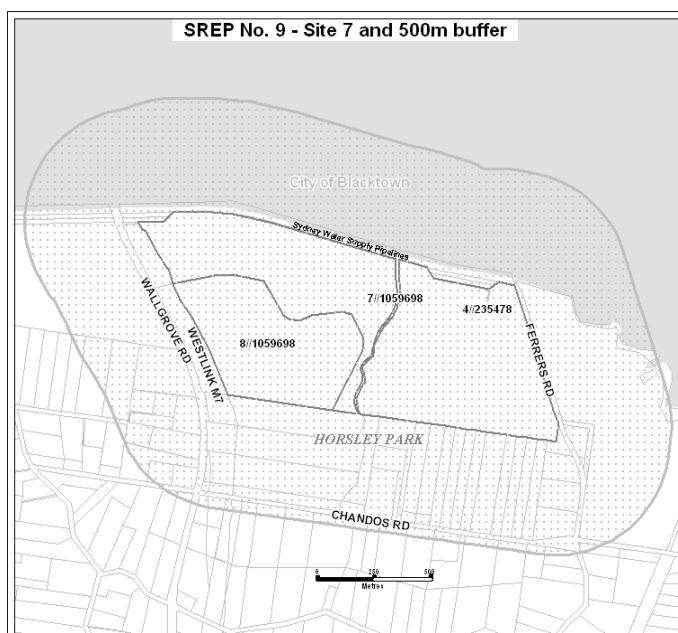 SREP No. 9 - Site 7 and 500m buffer
City of Blacktown
Sydney Water Supply Pipelines
7//1059698
4//235478
WALLGROVE RD
WESTLINK M7
8//1059698
FERRERS RD
HORSLEY PARK
CHANDOS RD
0 250 500
Metres